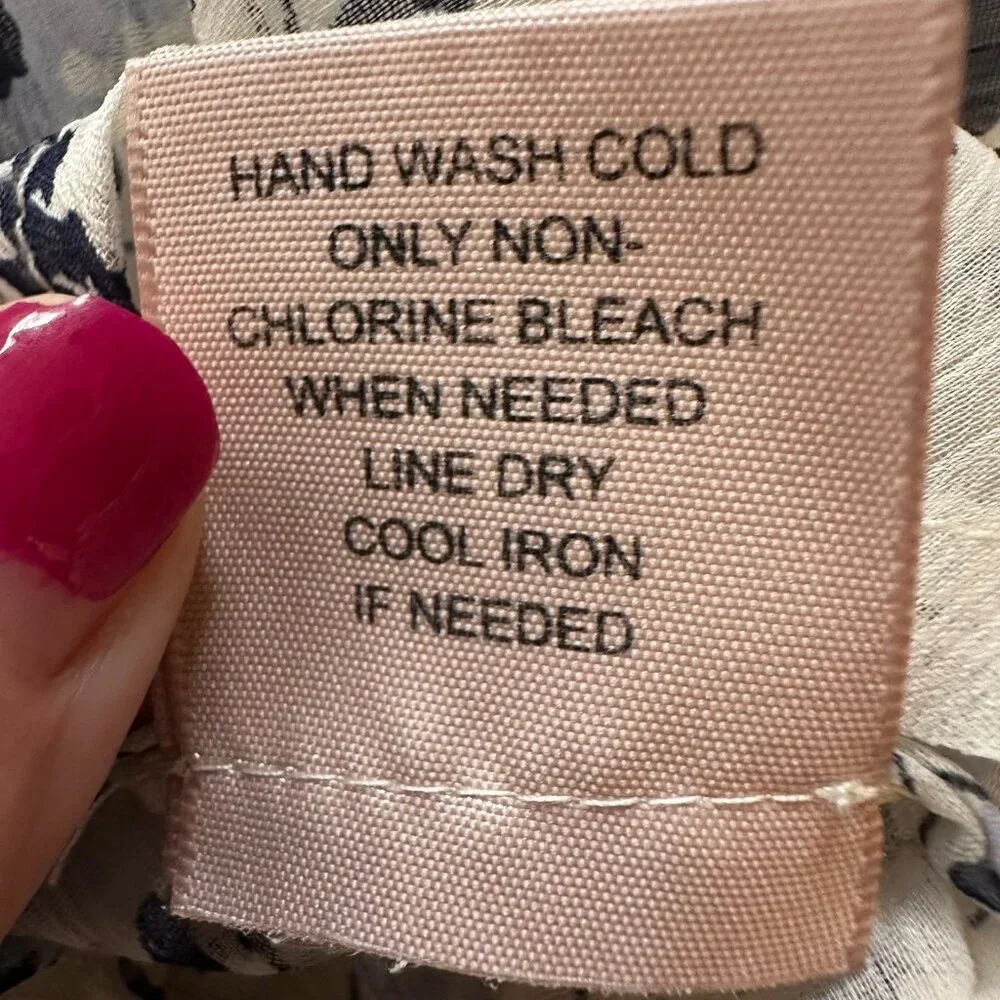 HAND WASH COLD
ONLY NON-
CHLORINE BLEACH
WHEN NEEDED
LINE DRY
COOL IRON
IF NEEDED